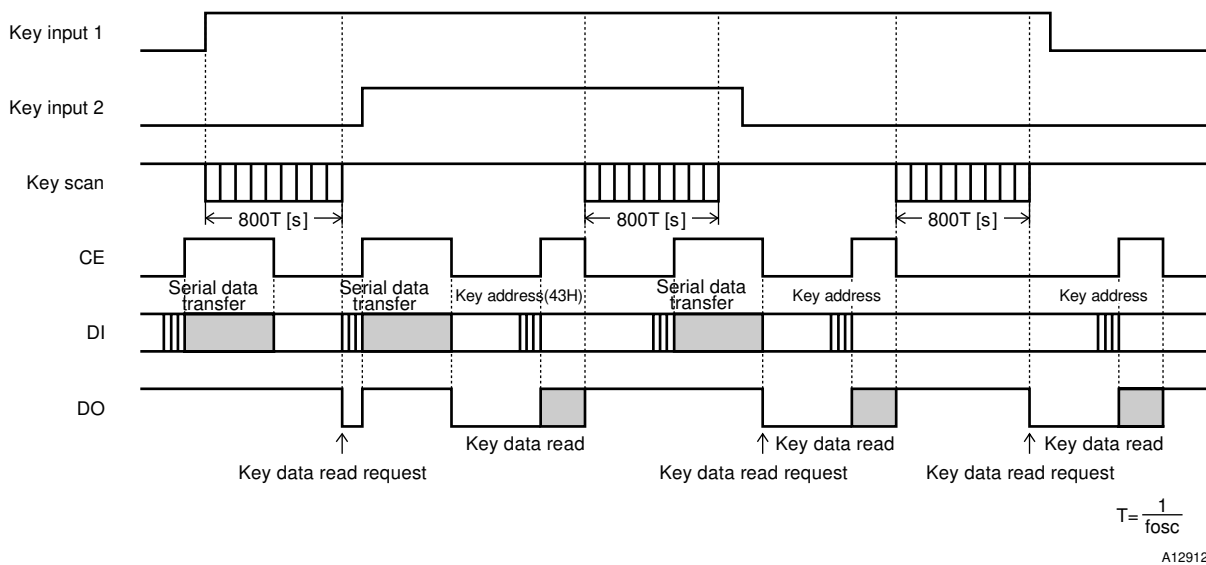 Key input 1
Key input 2
Key scan
800T [s]
800T [s]
800T [s]
CE
Serial data
transfer
Serial data
transfer
Key address(43H)
Serial data
transfer
Key address
Key address
DI
DO
Key data read
Key data read
Key data read
Key data read request
Key data read request
Key data read request
T= 1
fosc
A12912